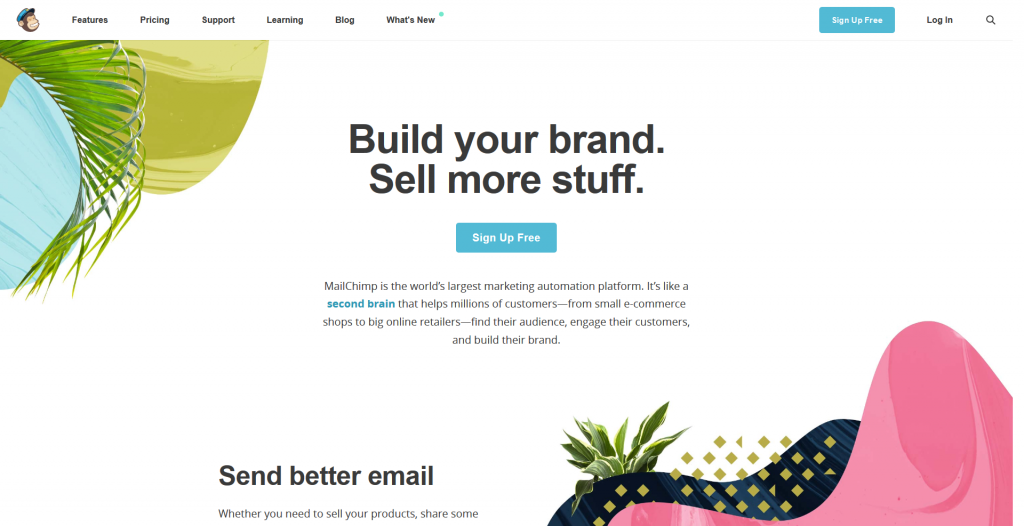 Features
Pricing
Support
Learning
Blog
What's New
Sign Up Free
Log In
Build your brand.
Sell more stuff.
Sign Up Free
MailChimp is the world’s largest marketing automation platform. It’s like a
second brain that helps millions of customers—from small e-commerce
shops to big online retailers—find their audience, engage their customers,
and build their brand.
Send better email
Whether you need to sell your products, share some